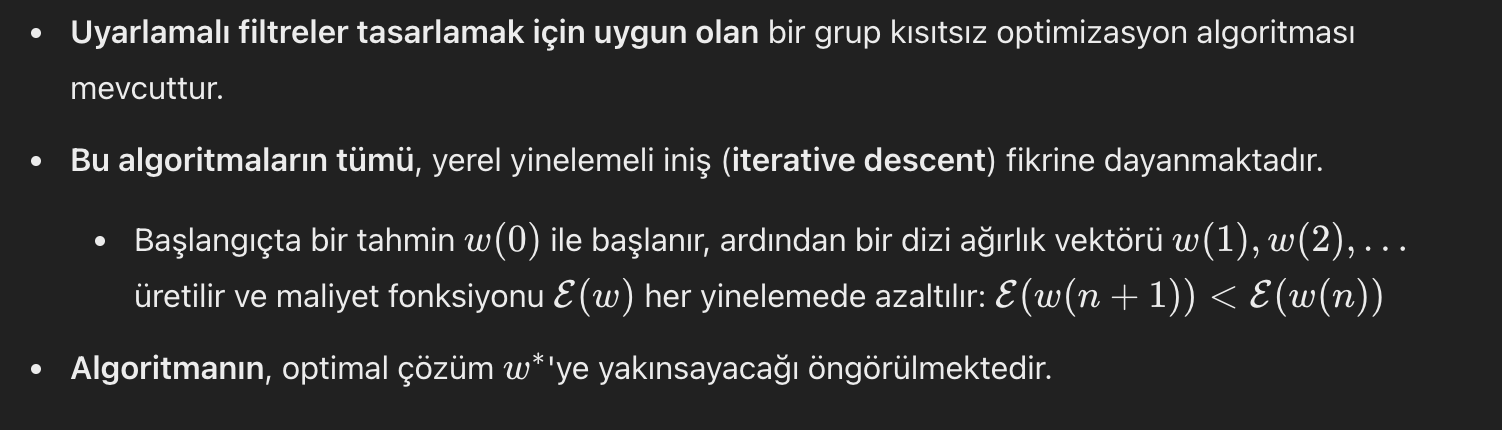 • Uyarlamalı filtreler tasarlamak için uygun olan bir grup kısıtsız optimizasyon algoritması
mevcuttur.
• Bu algoritmaların tümü, yerel yinelemeli iniş (iterative descent) fikrine dayanmaktadır.
• Başlangıçta bir tahmin w(0) ile başlanır, ardından bir dizi ağırlık vektörü w(1), w(2), ...
üretilir ve maliyet fonksiyonu ℰ(w) her yinelemede azaltılır: ℰ(w(n + 1)) < ℰ(w(n))
• Algoritmanın, optimal çözüm w*'ye yakınsayacağı öngörülmektedir.